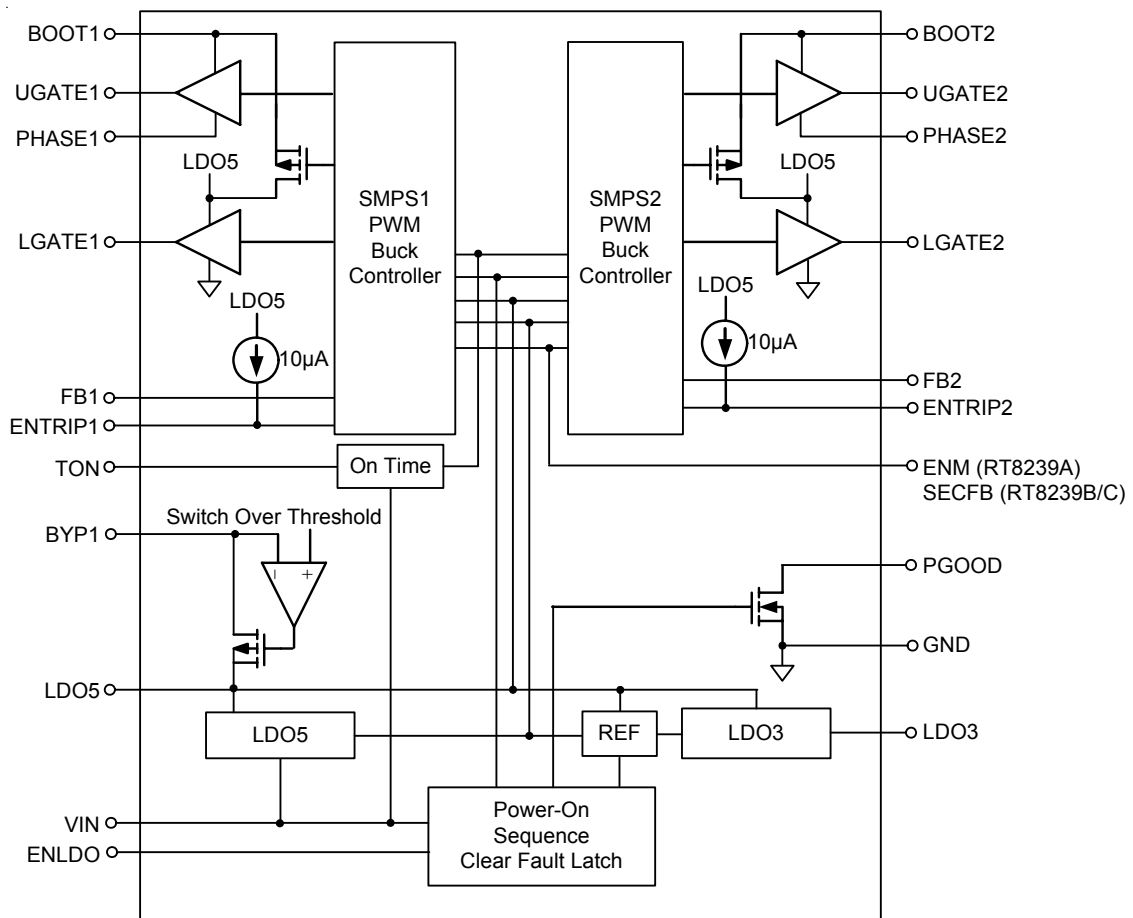 BOOT1
UGATE1
PHASE1
LDO5
LGATE1
LDO5
10µA
FB1
ENTRIP1
TON
BYP1
LDO5
VIN
ENLDO
SMPS1
PWM
Buck
Controller
SMPS2
PWM
Buck
Controller
On Time
Switch Over Threshold
- +
LDO5
REF
LDO3
Power-On
Sequence
Clear Fault Latch
BOOT2
UGATE2
PHASE2
LDO5
LGATE2
LDO5
10µA
FB2
ENTRIP2
ENM (RT8239A)
SECFB (RT8239B/C)
PGOOD
GND
LDO3